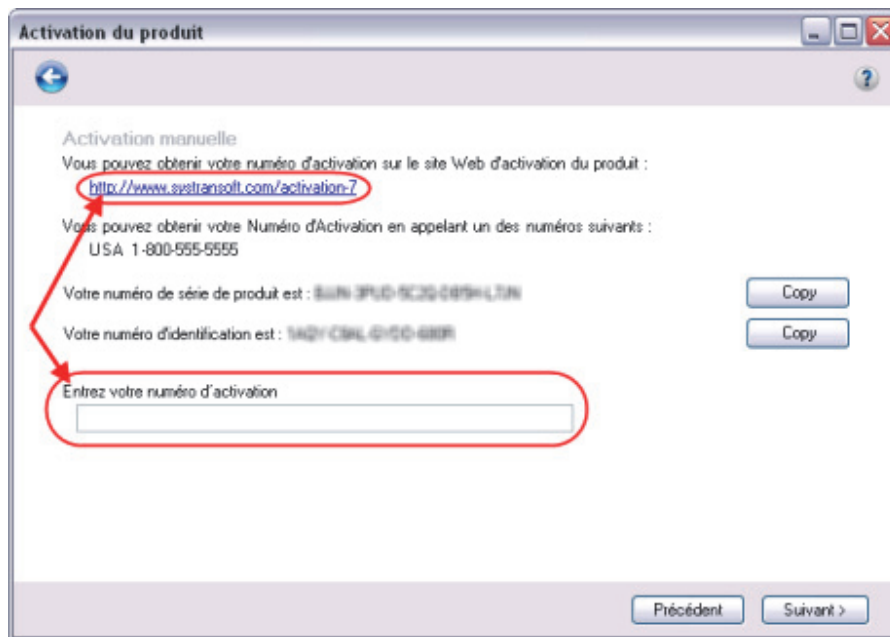 Activation du produit
Activation manuelle
Vous pouvez obtenir votre numéro d'activation sur le site Web d'activation du produit :
http://www.systransoft.com/activation-7
Vous pouvez obtenir votre Numéro d'Activation en appelant un des numéros suivants :
USA 1-800-555-5555
Votre numéro de série de produit est :
Copy
Votre numéro d'identification est :
Copy
Entrez votre numéro d'activation
Précédent
Suivant >